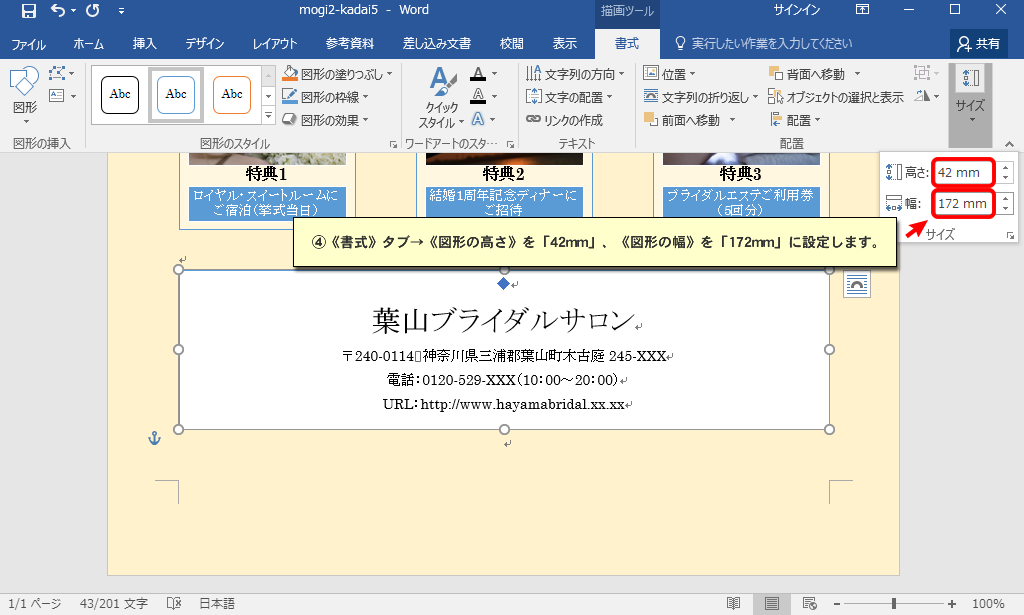 mogi2-kadai5 - Word
描画ツール
サインイン
ファイル ホーム 挿入 デザイン レイアウト 参考資料 差し込み文書 校閲 表示 書式 実行したい作業を入力してください 共有
図形
図形の挿入
Abc Abc Abc
図形の塗りつぶし
図形の枠線
図形の効果
図形のスタイル
クイック
スタイル
ワードアートのスタ…
文字列の方向
文字の配置
リンクの作成
テキスト
位置
文字列の折り返し
前面へ移動
背面へ移動
オブジェクトの選択と表示
配置
配置
サイズ
高さ: 42 mm
幅: 172 mm
サイズ
特典1 特典2 特典3
ロイヤル・スイートルームに
ご宿泊(挙式当日)
結婚1周年記念ディナーに
ご招待
ブライダルエステご利用券
(5回分)
④《書式》タブ→《図形の高さ》を「42mm」、《図形の幅》を「172mm」に設定します。
葉山ブライダルサロン
〒240-0114□神奈川県三浦郡葉山町木古庭 245-XXX
電話:0120-529-XXX(10:00～20:00)
URL:http://www.hayamabridal.xx.xx
1/1 ページ 43/201 文字 日本語 100%